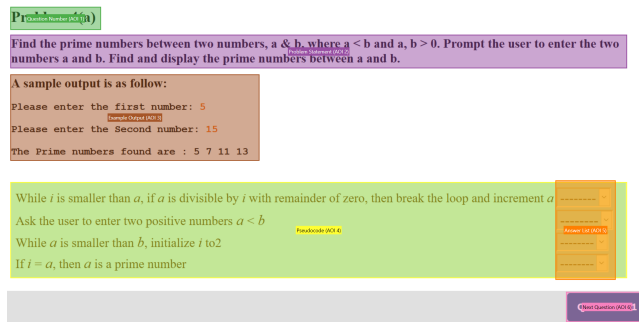 Question Number (AOI 1)
Find the prime numbers between two numbers, a & b, where a < b and a, b > 0. Prompt the user to enter the two
numbers a and b. Find and display the prime numbers between a and b.
Problem Statement (AOI 2)
A sample output is as follow:
Please enter the first number: 5
Example Output (AOI 3)
Please enter the Second number: 15
The Prime numbers found are : 5 7 11 13
While i is smaller than a, if a is divisible by i with remainder of zero, then break the loop and increment a --------
Ask the user to enter two positive numbers a < b --------
Pseudocode (AOI 4)
Answer List (AOI 5)
While a is smaller than b, initialize i to2 --------
If i = a, then a is a prime number --------
Next Question (AOI 6)